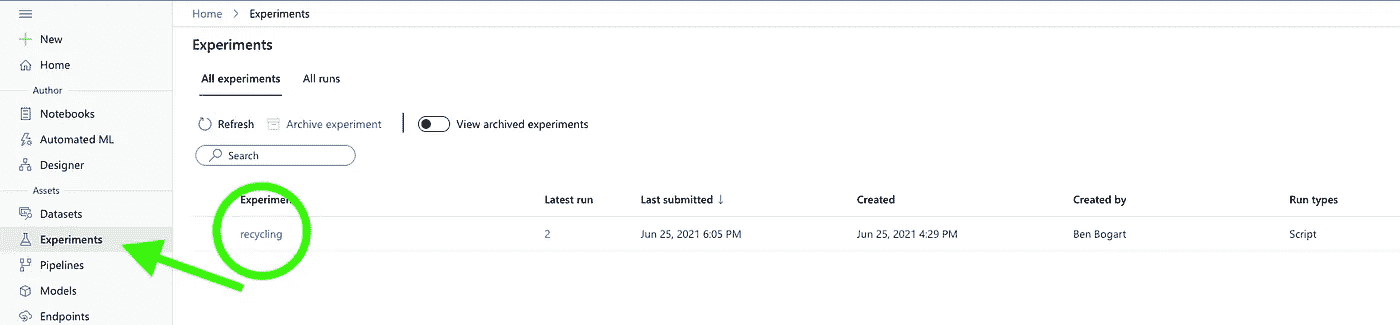 Home > Experiments
New
Home
Author
Notebooks
Automated ML
Designer
Assets
Datasets
Experiments
Pipelines
Models
Endpoints
Experiments
All experiments All runs
Refresh Archive experiment View archived experiments
Search
Experimen Latest run Last submitted ↓ Created Created by Run types
recycling 2 Jun 25, 2021 6:05 PM Jun 25, 2021 4:29 PM Ben Bogart Script